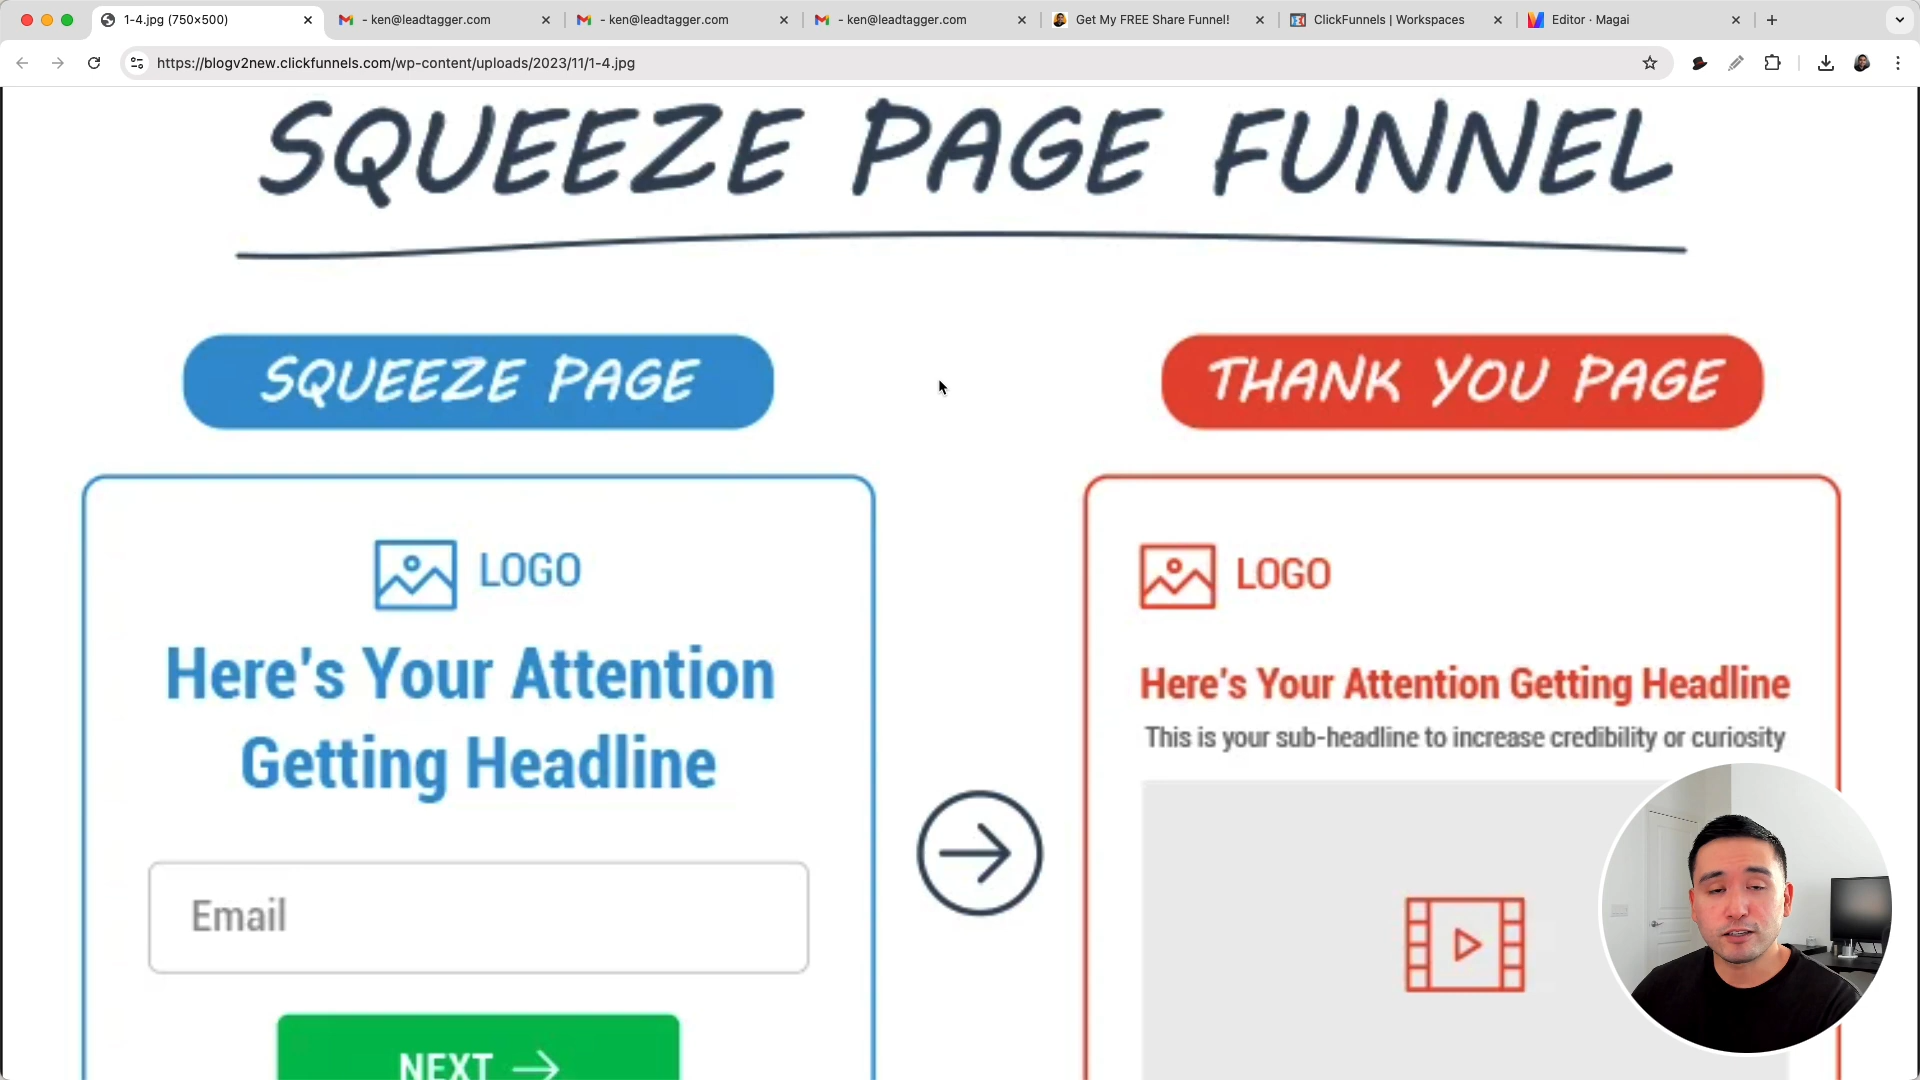 1-4.jpg (750×500)
- ken@leadtagger.com
- ken@leadtagger.com
- ken@leadtagger.com
Get My FREE Share Funnel!
ClickFunnels | Workspaces
Editor · Magai
https://blogv2new.clickfunnels.com/wp-content/uploads/2023/11/1-4.jpg
SQUEEZE PAGE FUNNEL
SQUEEZE PAGE
LOGO
Here's Your Attention
Getting Headline
Email
NEXT
THANK YOU PAGE
LOGO
Here's Your Attention Getting Headline
This is your sub-headline to increase credibility or curiosity